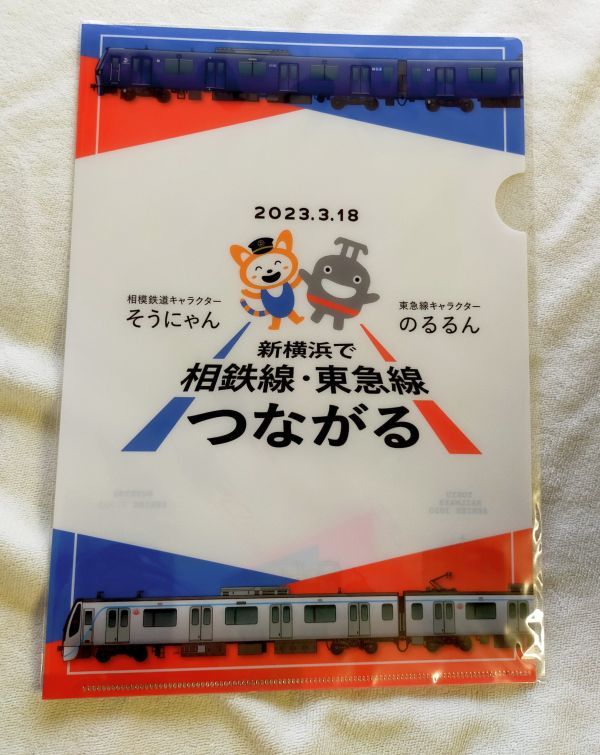 2023.3.18
相模鉄道キャラクター
そうにゃん
東急線キャラクター
のるるん
新横浜で
相鉄線・東急線
つながる